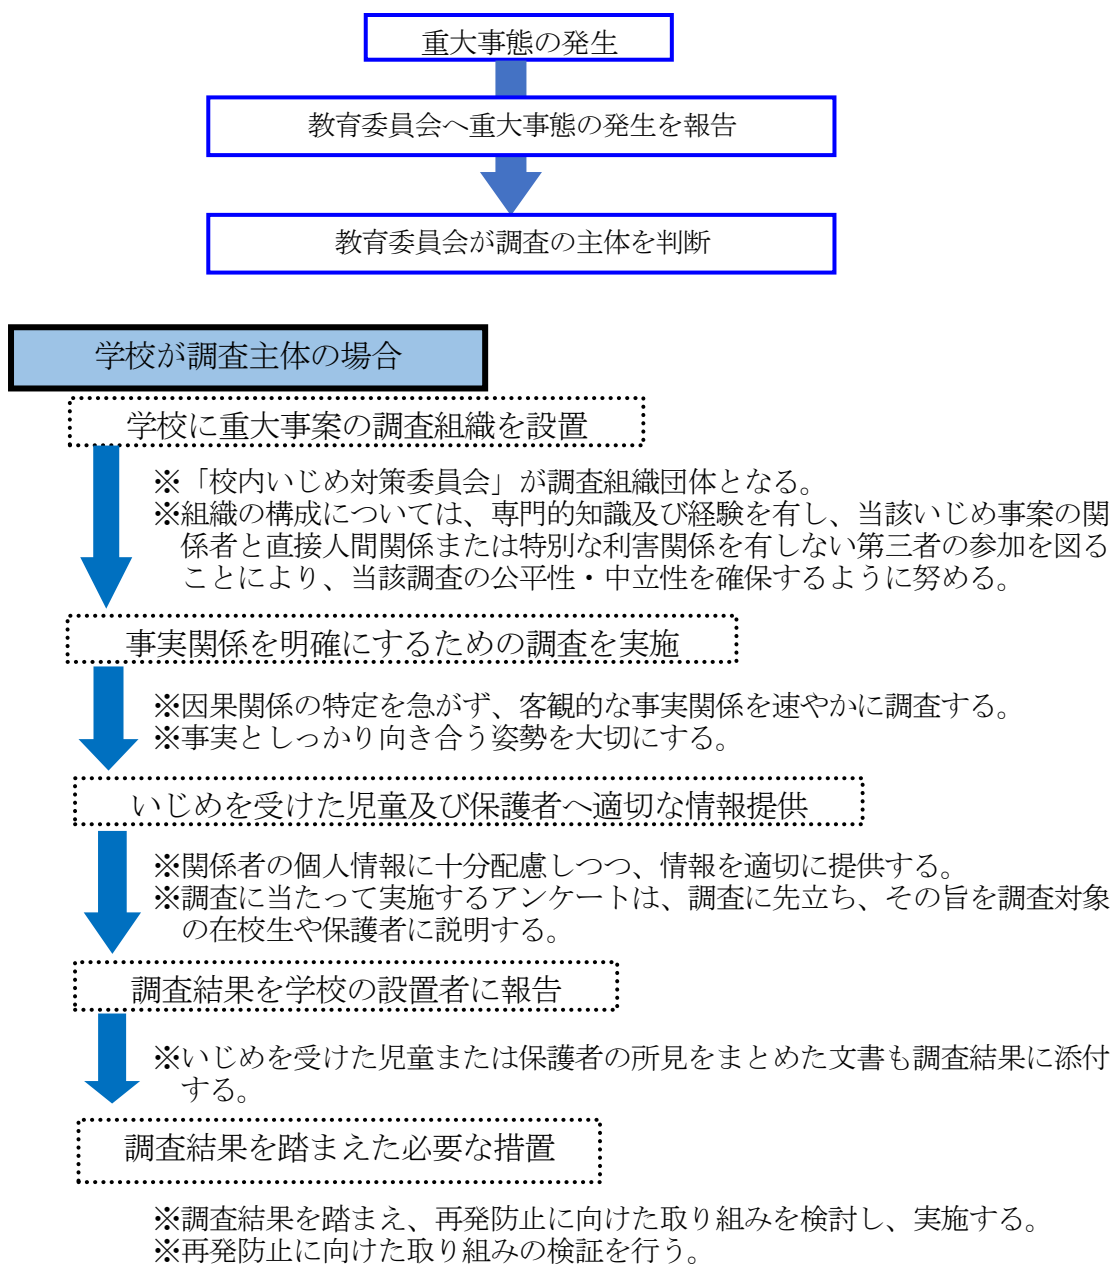 重大事態の発生
教育委員会へ重大事態の発生を報告
教育委員会が調査の主体を判断
学校が調査主体の場合
学校に重大事案の調査組織を設置
※「校内いじめ対策委員会」が調査組織団体となる。
※組織の構成については、専門的知識及び経験を有し、当該いじめ事案の関
係者と直接人間関係または特別な利害関係を有しない第三者の参加を図る
ことにより、当該調査の公平性・中立性を確保するように努める。
事実関係を明確にするための調査を実施
※因果関係の特定を急がず、客観的な事実関係を速やかに調査する。
※事実としっかり向き合う姿勢を大切にする。
いじめを受けた児童及び保護者へ適切な情報提供
※関係者の個人情報に十分配慮しつつ、情報を適切に提供する。
※調査に当たって実施するアンケートは、調査に先立ち、その旨を調査対象
の在校生や保護者に説明する。
調査結果を学校の設置者に報告
※いじめを受けた児童または保護者の所見をまとめた文書も調査結果に添付
する。
調査結果を踏まえた必要な措置
※調査結果を踏まえ、再発防止に向けた取り組みを検討し、実施する。
※再発防止に向けた取り組みの検証を行う。